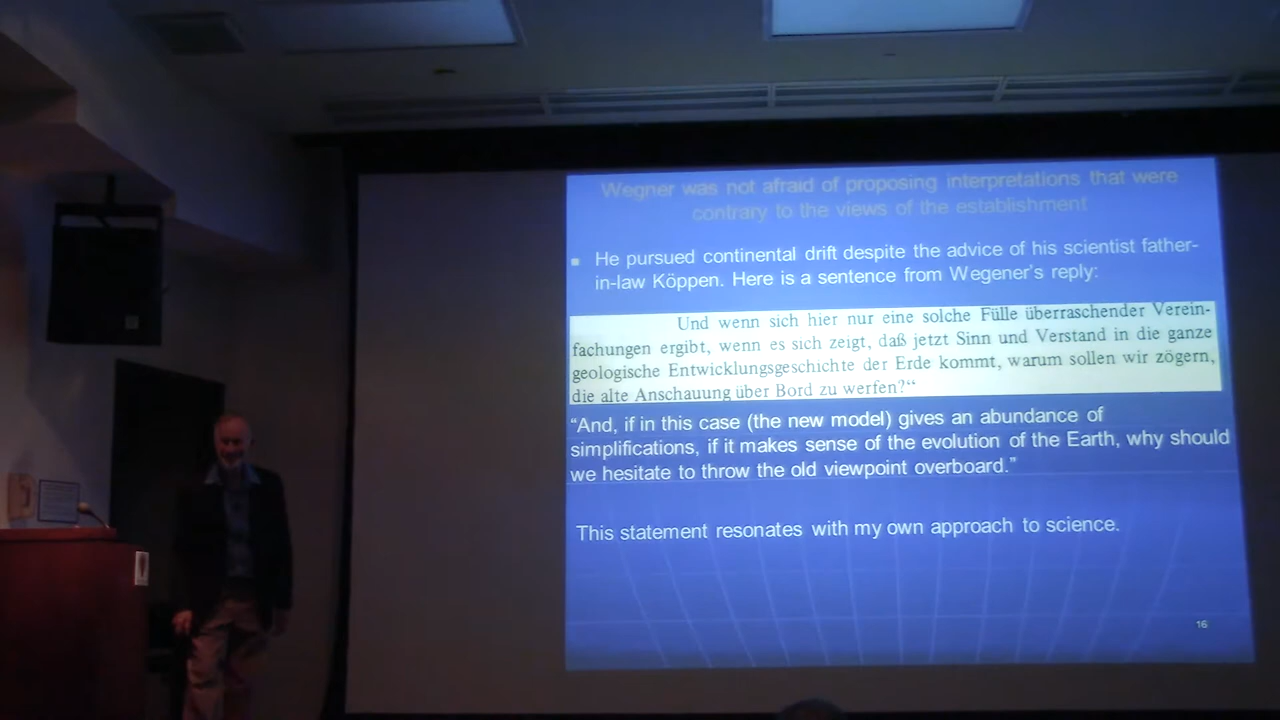 Wegner was not afraid of proposing interpretations that were
contrary to the views of the establishment
▪ He pursued continental drift despite the advice of his scientist father-
in-law Köppen. Here is a sentence from Wegener's reply:
Und wenn sich hier nur eine solche Fülle überraschender Verein-
fachungen ergibt, wenn es sich zeigt, daß jetzt Sinn und Verstand in die ganze
geologische Entwicklungsgeschichte der Erde kommt, warum sollen wir zögern,
die alte Anschauung über Bord zu werfen?“
“And, if in this case (the new model) gives an abundance of
simplifications, if it makes sense of the evolution of the Earth, why should
we hesitate to throw the old viewpoint overboard.”
This statement resonates with my own approach to science.
16